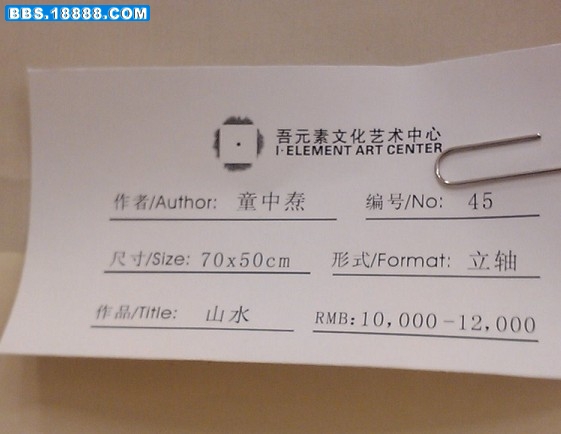 BBS.18888.COM
吾元素文化艺术中心
I·ELEMENT ART CENTER
作者/Author: 童中焘 编号/No: 45
尺寸/Size: 70x50cm 形式/Format: 立轴
作品/Title: 山水 RMB: 10,000-12,000